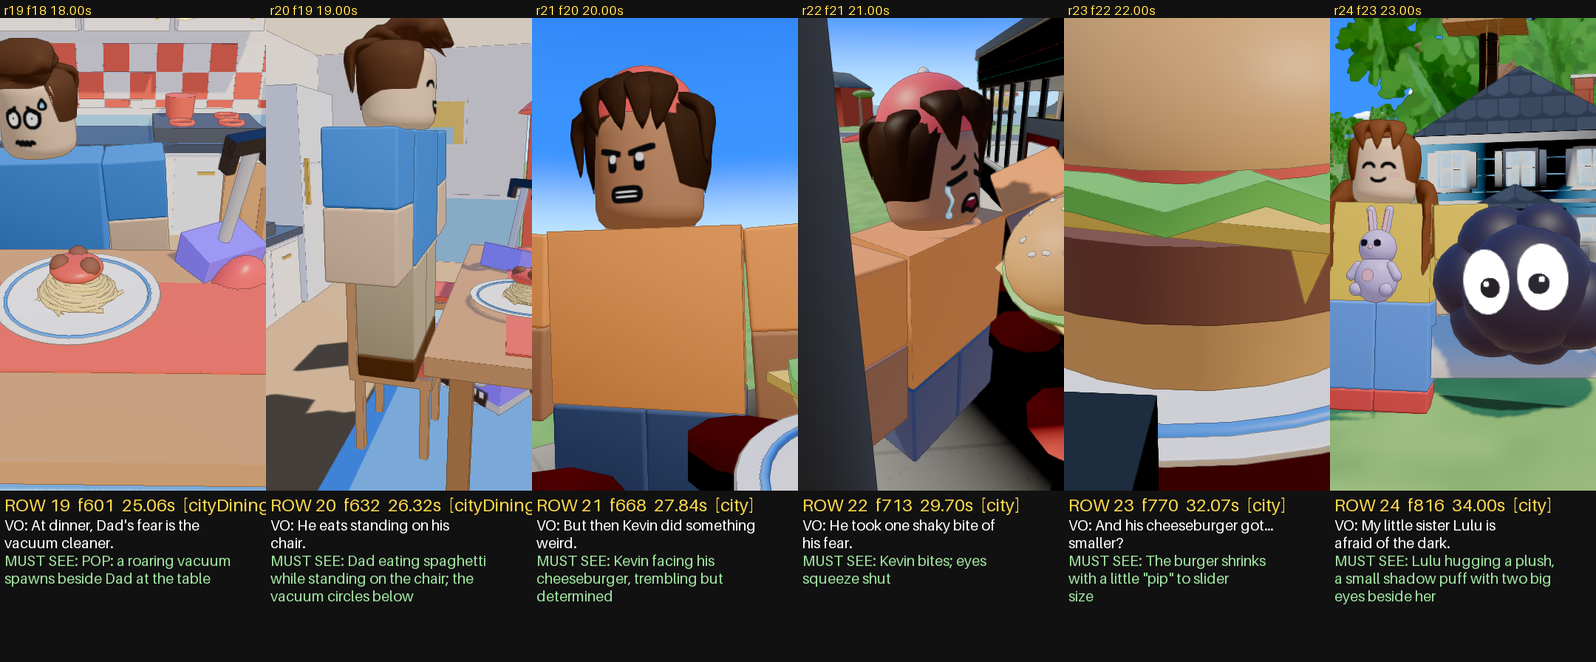 r19 f18 18.00s
r20 f19 19.00s
r21 f20 20.00s
r22 f21 21.00s
r23 f22 22.00s
r24 f23 23.00s
ROW 19 f601 25.06s [cityDining
VO: At dinner, Dad's fear is the
vacuum cleaner.
MUST SEE: POP: a roaring vacuum
spawns beside Dad at the table
ROW 20 f632 26.32s [cityDining
VO: He eats standing on his
chair.
MUST SEE: Dad eating spaghetti
while standing on the chair; the
vacuum circles below
ROW 21 f668 27.84s [city]
VO: But then Kevin did something
weird.
MUST SEE: Kevin facing his
cheeseburger, trembling but
determined
ROW 22 f713 29.70s [city]
VO: He took one shaky bite of
his fear.
MUST SEE: Kevin bites; eyes
squeeze shut
ROW 23 f770 32.07s [city]
VO: And his cheeseburger got...
smaller?
MUST SEE: The burger shrinks
with a little "pip" to slider
size
ROW 24 f816 34.00s [city]
VO: My little sister Lulu is
afraid of the dark.
MUST SEE: Lulu hugging a plush,
a small shadow puff with two big
eyes beside her